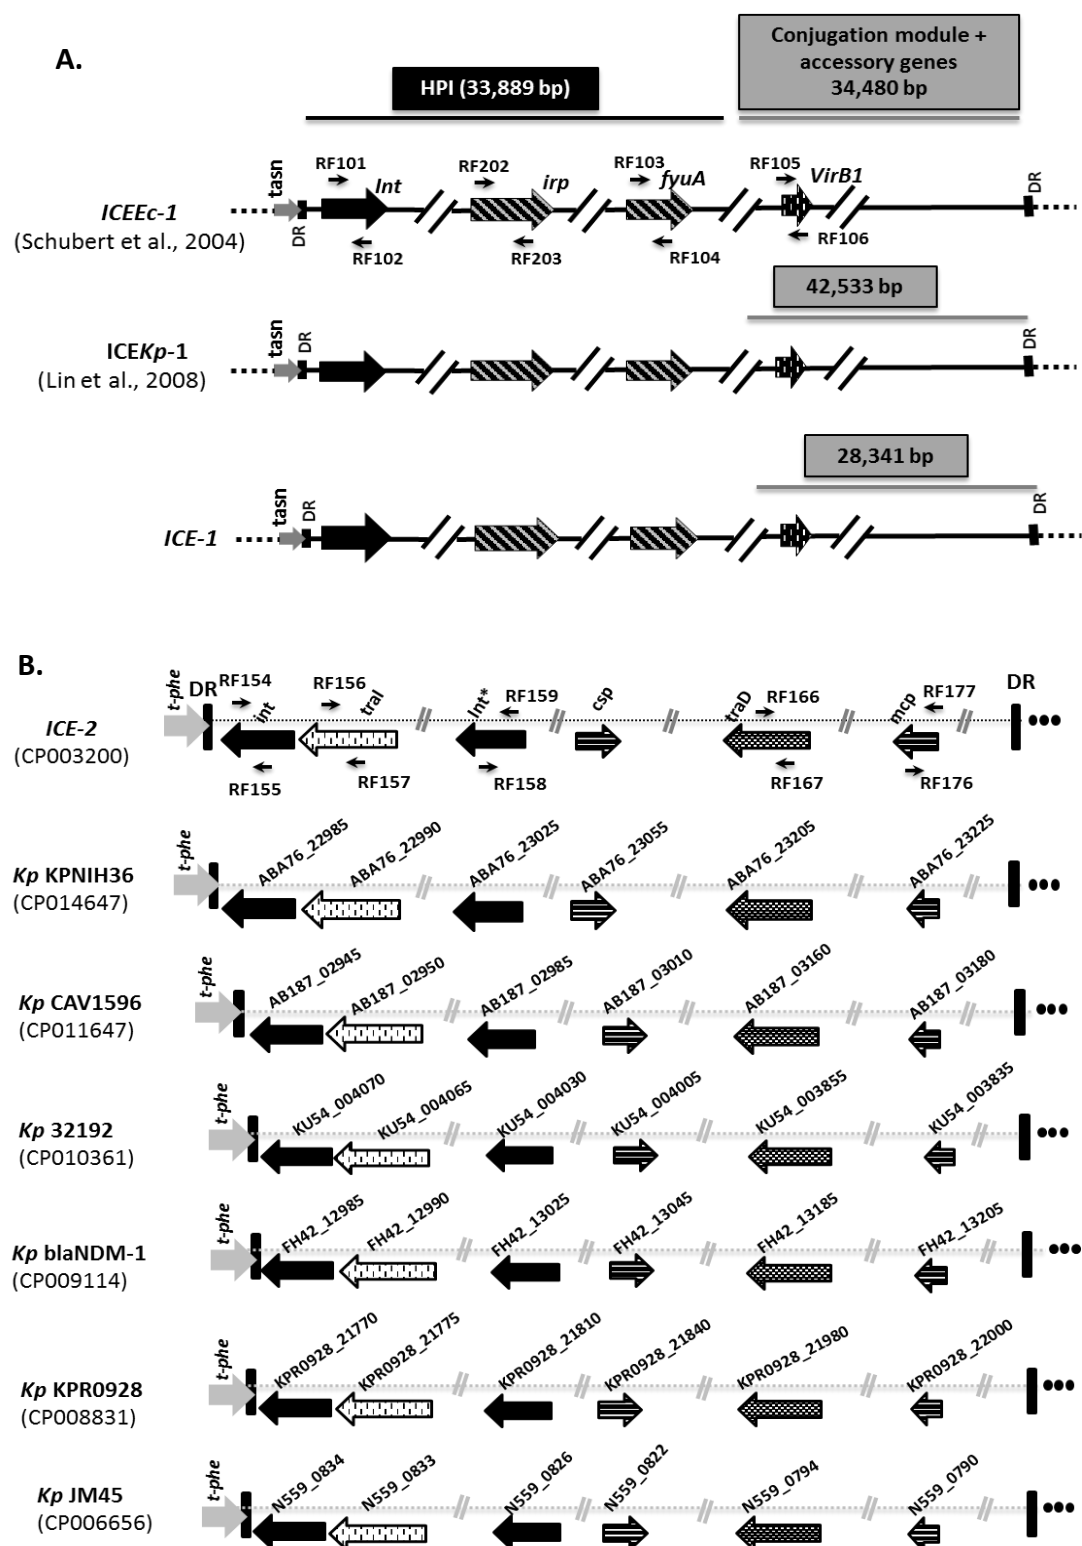 A.
Conjugation module +
accessory genes
34,480 bp
HPI (33,889 bp)
tasn
RF101
Int
RF202
irp
RF103
fyuA
RF105
VirB1
DR
ICEEc-1
(Schubert et al., 2004)
DR
RF102
RF203
RF104
RF106
42,533 bp
tasn
DR
DR
ICEKp-1
(Lin et al., 2008)
28,341 bp
tasn
DR
DR
ICE-1
B.
t-phe
DR
RF154
int
RF156
traI
Int*
RF159
csp
traD
RF166
mcp
RF177
DR
ICE-2
(CP003200)
RF155
RF157
RF158
RF167
RF176
t-phe
ABA76_22985
ABA76_22990
ABA76_23025
ABA76_23055
ABA76_23205
ABA76_23225
Kp KPNIH36
(CP014647)
t-phe
AB187_02945
AB187_02950
AB187_02985
AB187_03010
AB187_03160
AB187_03180
Kp CAV1596
(CP011647)
t-phe
KU54_004070
KU54_004065
KU54_004030
KU54_004005
KU54_003855
KU54_003835
Kp 32192
(CP010361)
t-phe
FH42_12985
FH42_12990
FH42_13025
FH42_13045
FH42_13185
FH42_13205
Kp blaNDM-1
(CP009114)
t-phe
KPR0928_21770
KPR0928_21775
KPR0928_21810
KPR0928_21840
KPR0928_21980
KPR0928_22000
Kp KPR0928
(CP008831)
t-phe
N559_0834
N559_0833
N559_0826
N559_0822
N559_0794
N559_0790
Kp JM45
(CP006656)